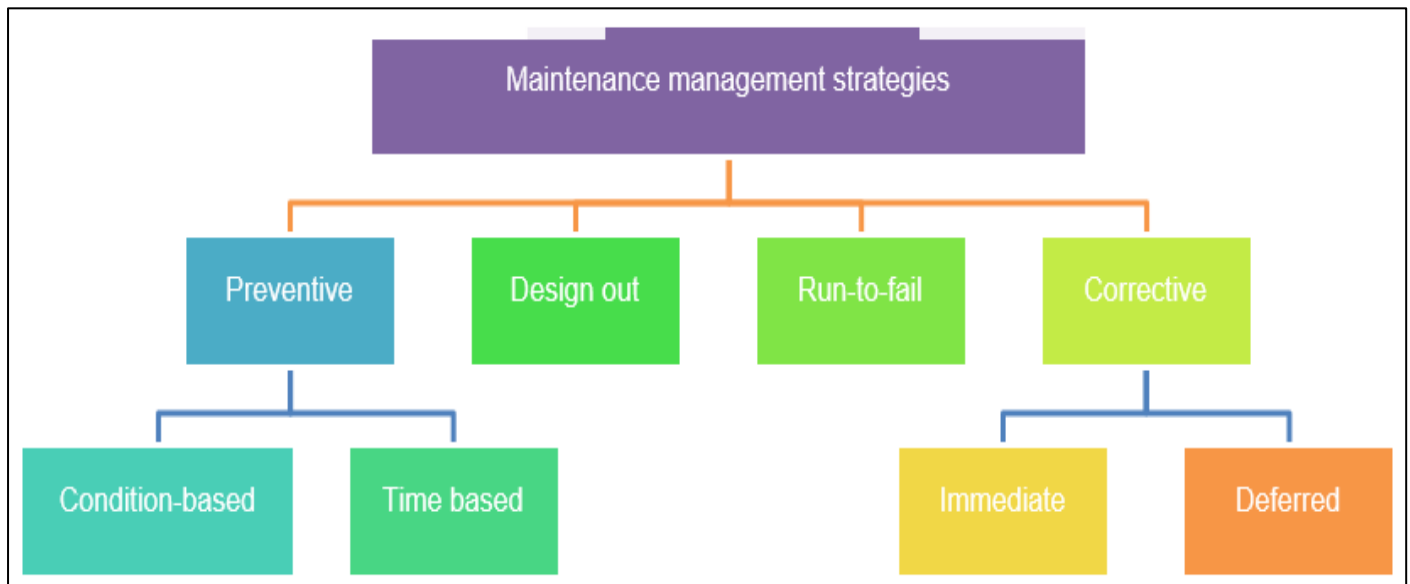 Maintenance management strategies
Preventive
Design out
Run-to-fail
Corrective
Condition-based
Time based
Immediate
Deferred